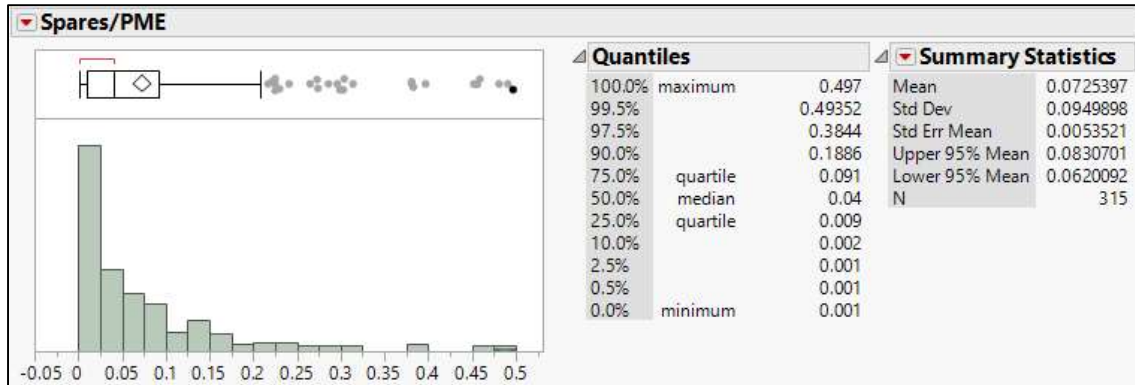 Spares/PME
-0.05 0 0.05 0.1 0.15 0.2 0.25 0.3 0.35 0.4 0.45 0.5
Quantiles
100.0% maximum 0.497
99.5% 0.49352
97.5% 0.3844
90.0% 0.1886
75.0% quartile 0.091
50.0% median 0.04
25.0% quartile 0.009
10.0% 0.002
2.5% 0.001
0.5% 0.001
0.0% minimum 0.001
Summary Statistics
Mean 0.0725397
Std Dev 0.0949898
Std Err Mean 0.0053521
Upper 95% Mean 0.0830701
Lower 95% Mean 0.0620092
N 315